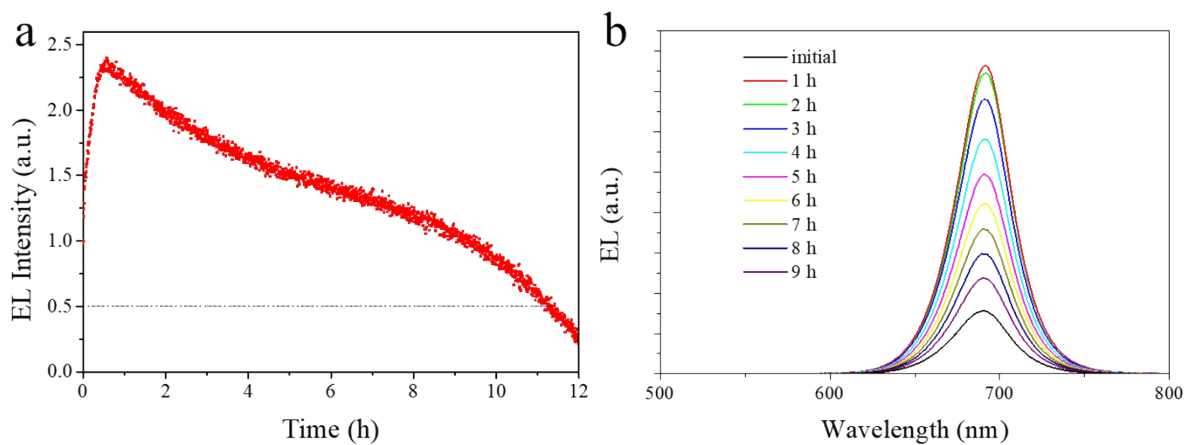 a
2.5
2.0
1.5
1.0
0.5
0.0
EL Intensity (a.u.)
0 2 4 6 8 10 12
Time (h)
b
initial
1 h
2 h
3 h
4 h
5 h
6 h
7 h
8 h
9 h
EL (a.u.)
500 600 700 800
Wavelength (nm)